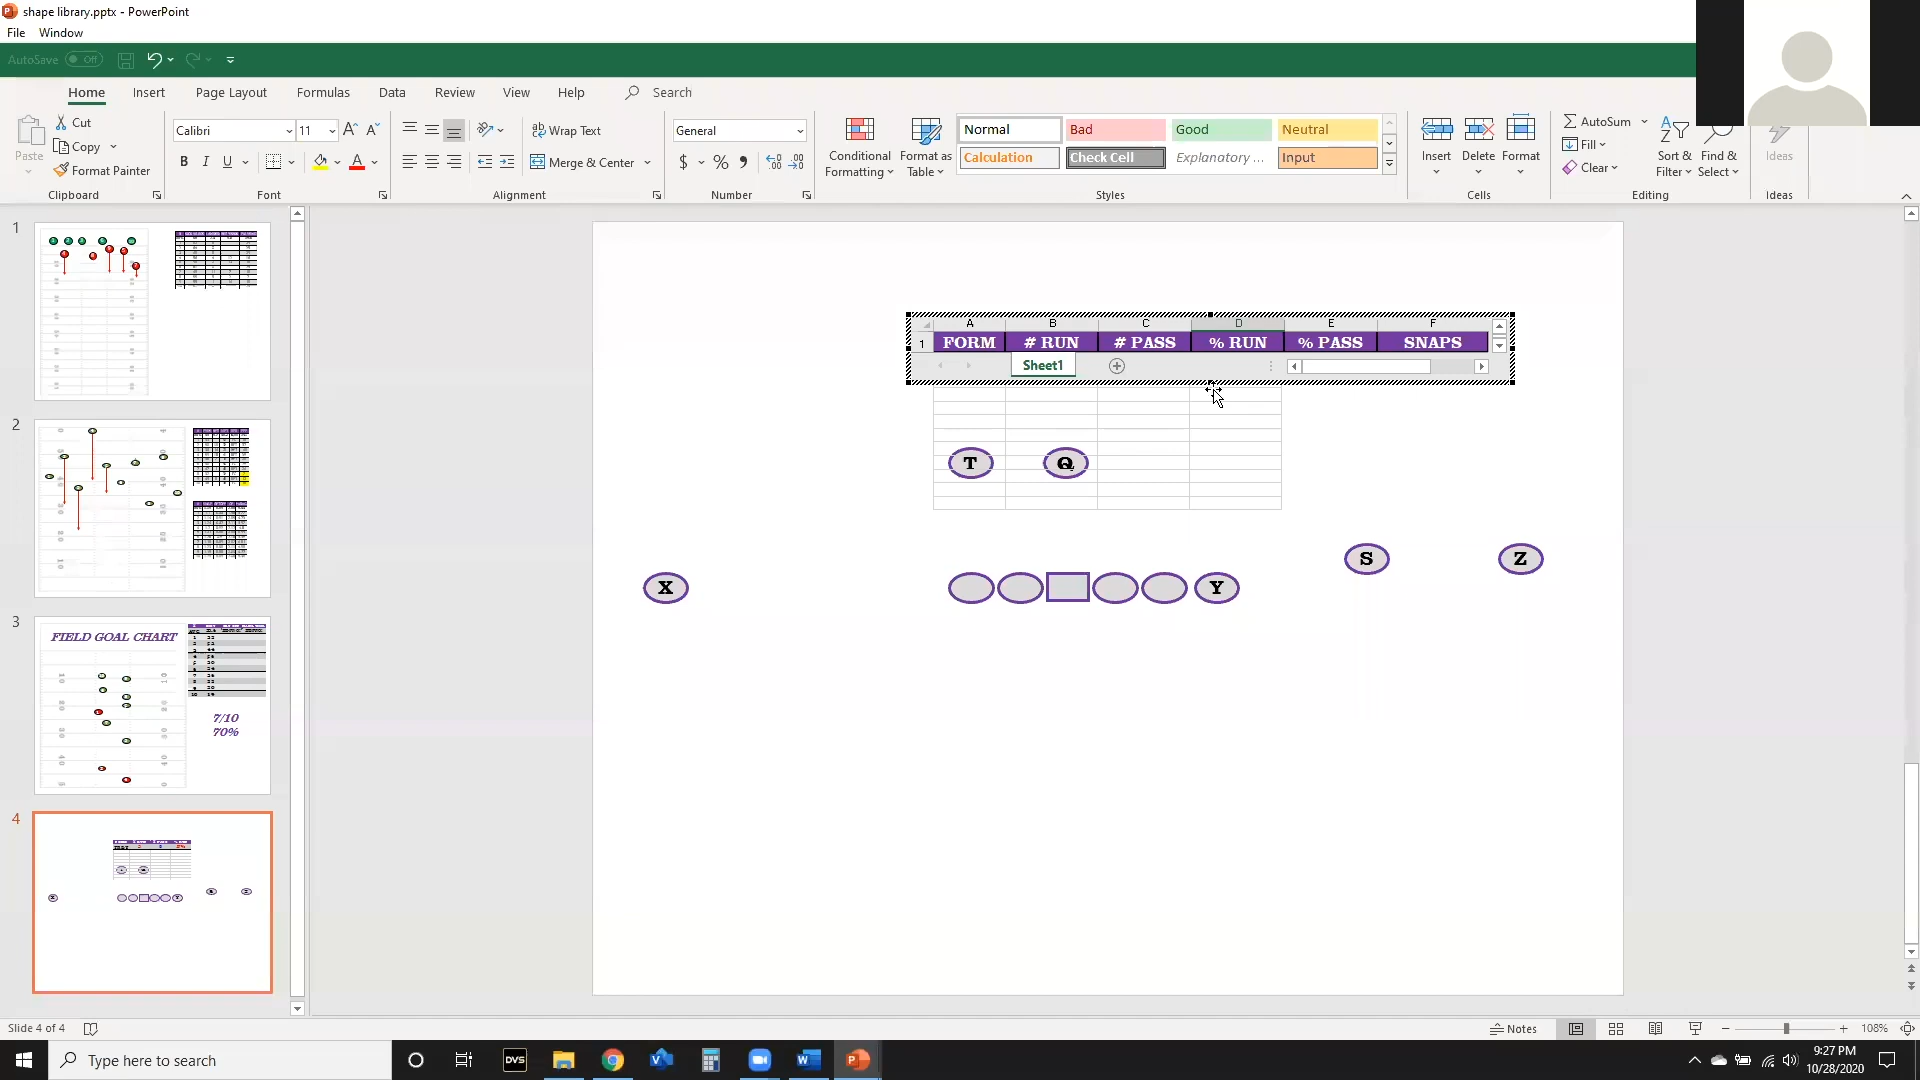 shape library.pptx - PowerPoint
File Window
AutoSave Off
Home Insert Page Layout Formulas Data Review View Help Search
Paste
Cut
Copy
Format Painter
Clipboard
Calibri 11
B I U
Font
Wrap Text
Merge & Center
Alignment
General
$ % 9
Number
Conditional Formatting
Format as Table
Normal Bad Good Neutral
Calculation Check Cell Explanatory ... Input
Styles
Insert Delete Format
Cells
AutoSum
Fill
Clear
Sort & Filter
Find & Select
Editing
Ideas
Ideas
1
2
3
FIELD GOAL CHART
7/10
70%
4
A B C D E F
1 FORM # RUN # PASS % RUN % PASS SNAPS
Sheet1
T Q
S Z
X Y
Slide 4 of 4
Notes
108%
Type here to search
DVS
9:27 PM
10/28/2020